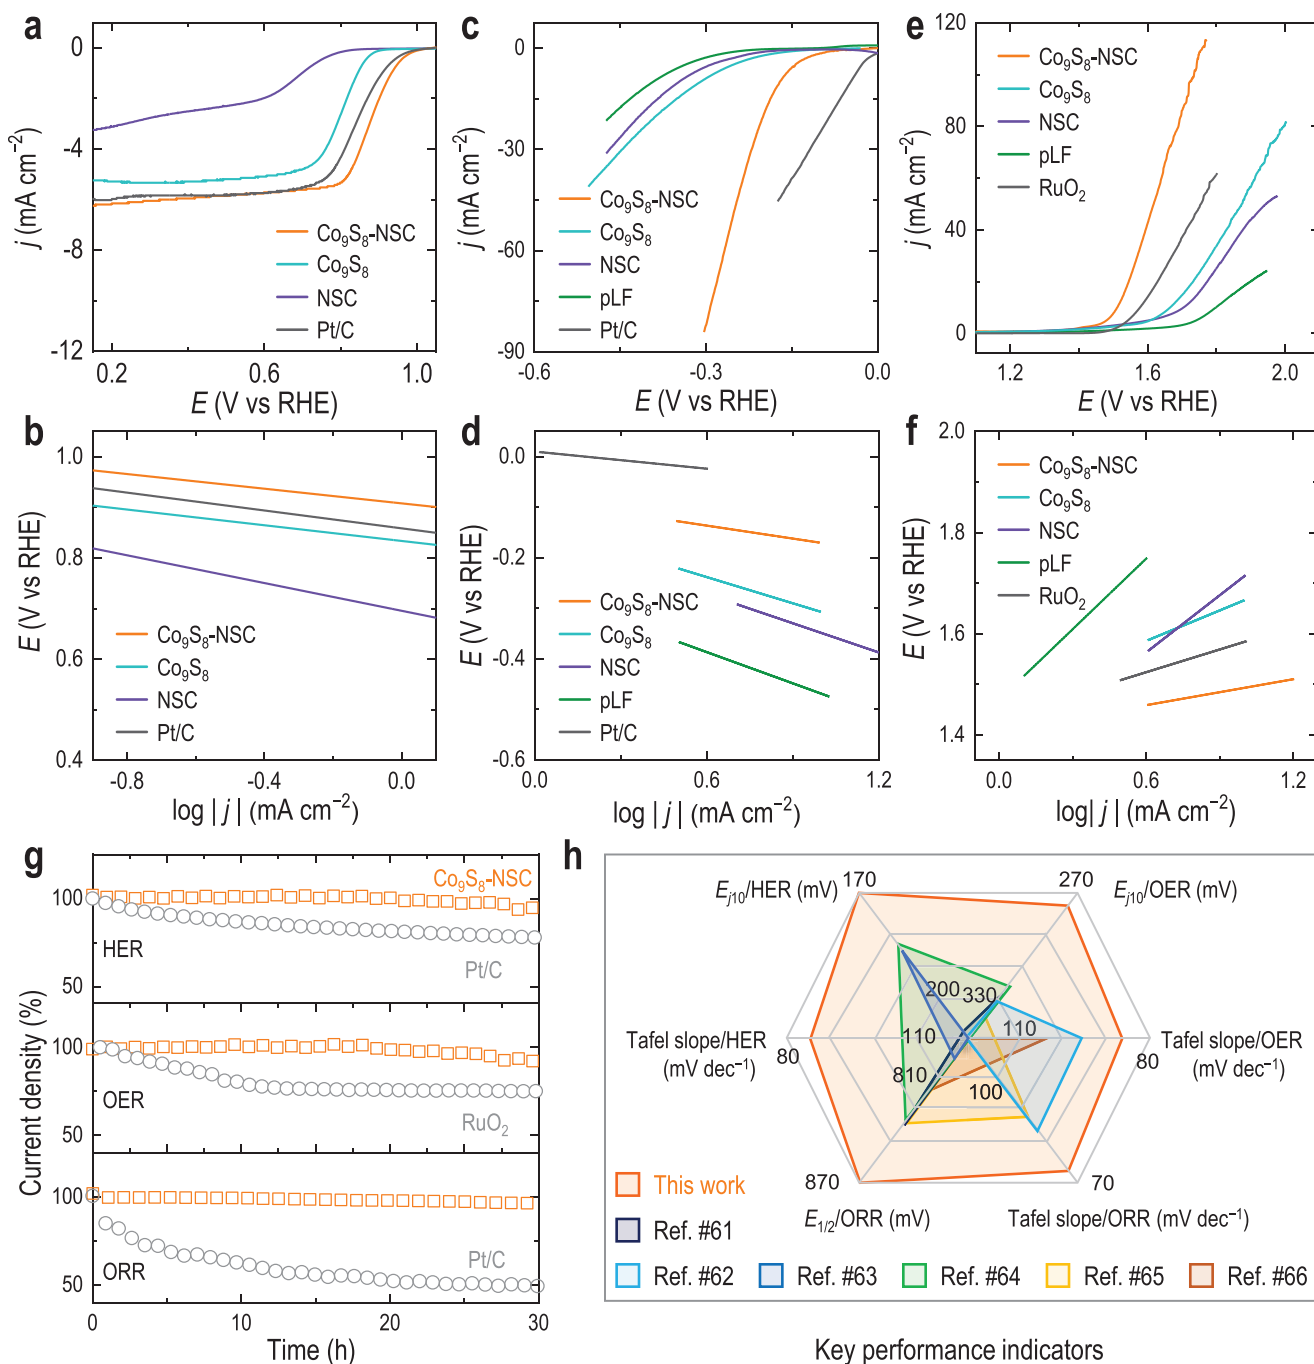 a
0
-4
-8
-12
j (mA cm⁻²)
Co₉S₈-NSC
Co₉S₈
NSC
Pt/C
0.2
0.6
1.0
E (V vs RHE)
c
0
-30
-60
-90
j (mA cm⁻²)
Co₉S₈-NSC
Co₉S₈
NSC
pLF
Pt/C
-0.6
-0.3
0.0
E (V vs RHE)
e
120
80
40
0
j (mA cm⁻²)
Co₉S₈-NSC
Co₉S₈
NSC
pLF
RuO₂
1.2
1.6
2.0
E (V vs RHE)
b
1.0
0.8
0.6
0.4
E (V vs RHE)
Co₉S₈-NSC
Co₉S₈
NSC
Pt/C
-0.8
-0.4
0.0
log | j | (mA cm⁻²)
d
0.0
-0.2
-0.4
-0.6
E (V vs RHE)
Co₉S₈-NSC
Co₉S₈
NSC
pLF
Pt/C
0.0
0.6
1.2
log | j | (mA cm⁻²)
f
2.0
1.8
1.6
1.4
E (V vs RHE)
Co₉S₈-NSC
Co₉S₈
NSC
pLF
RuO₂
0.0
0.6
1.2
log| j | (mA cm⁻²)
g
Current density (%)
100
50
Co₉S₈-NSC
HER
Pt/C
100
50
OER
RuO₂
100
50
ORR
Pt/C
0
10
20
30
Time (h)
h
Eⱼ₁₀/HER (mV)
170
270
Eⱼ₁₀/OER (mV)
200
330
110
110
Tafel slope/HER
(mV dec⁻¹)
80
Tafel slope/OER
(mV dec⁻¹)
80
810
100
870
70
E₁/₂/ORR (mV)
Tafel slope/ORR (mV dec⁻¹)
This work
Ref. #61
Ref. #62
Ref. #63
Ref. #64
Ref. #65
Ref. #66
Key performance indicators